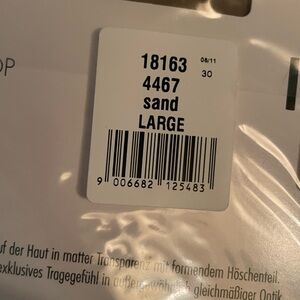 OP
18163
08/11
4467
30
sand
LARGE
9 006682 125483
uf der Haut in matter Transparenz mit formendem Höschenteil.
exklusives Tragegefühl in außergewöhnlich gleichmäßiger Optik